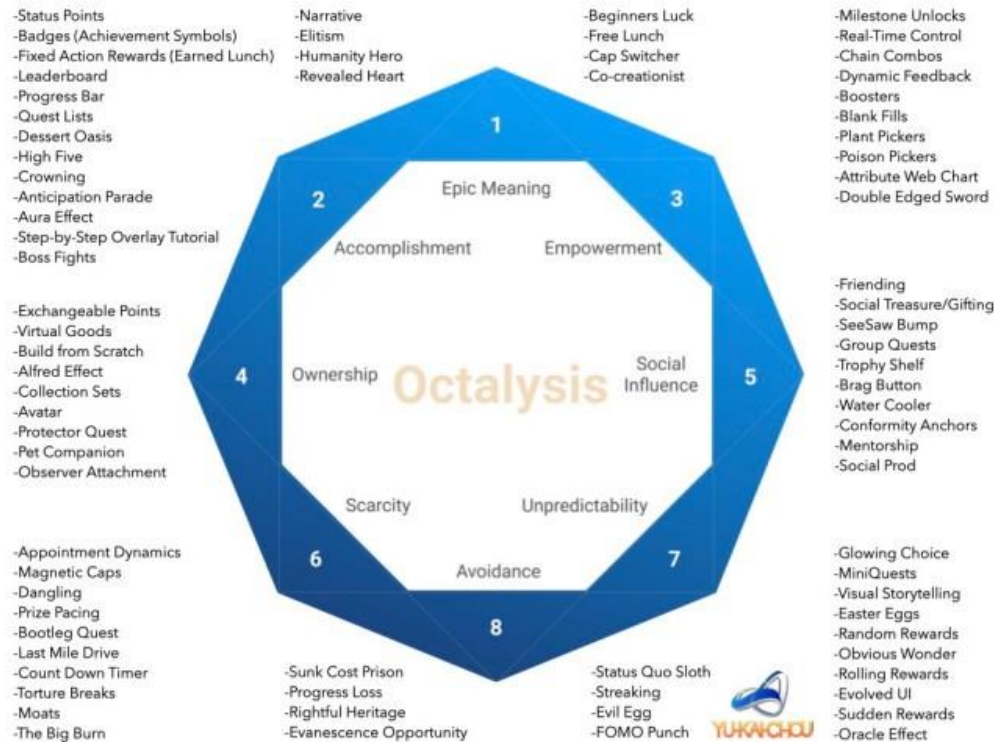 -Status Points
-Badges (Achievement Symbols)
-Fixed Action Rewards (Earned Lunch)
-Leaderboard
-Progress Bar
-Quest Lists
-Dessert Oasis
-High Five
-Crowning
-Anticipation Parade
-Aura Effect
-Step-by-Step Overlay Tutorial
-Boss Fights
-Narrative
-Elitism
-Humanity Hero
-Revealed Heart
-Beginners Luck
-Free Lunch
-Cap Switcher
-Co-creationist
-Milestone Unlocks
-Real-Time Control
-Chain Combos
-Dynamic Feedback
-Boosters
-Blank Fills
-Plant Pickers
-Poison Pickers
-Attribute Web Chart
-Double Edged Sword
1
Epic Meaning
2
Accomplishment
3
Empowerment
-Exchangeable Points
-Virtual Goods
-Build from Scratch
-Alfred Effect
-Collection Sets
-Avatar
-Protector Quest
-Pet Companion
-Observer Attachment
4
Ownership
Octalysis
Social
Influence
5
-Friending
-Social Treasure/Gifting
-SeeSaw Bump
-Group Quests
-Trophy Shelf
-Brag Button
-Water Cooler
-Conformity Anchors
-Mentorship
-Social Prod
Scarcity
6
Unpredictability
7
Avoidance
8
-Appointment Dynamics
-Magnetic Caps
-Dangling
-Prize Pacing
-Bootleg Quest
-Last Mile Drive
-Count Down Timer
-Torture Breaks
-Moats
-The Big Burn
-Sunk Cost Prison
-Progress Loss
-Rightful Heritage
-Evanescence Opportunity
-Status Quo Sloth
-Streaking
-Evil Egg
-FOMO Punch
YU-KAI CHOU
-Glowing Choice
-MiniQuests
-Visual Storytelling
-Easter Eggs
-Random Rewards
-Obvious Wonder
-Rolling Rewards
-Evolved UI
-Sudden Rewards
-Oracle Effect